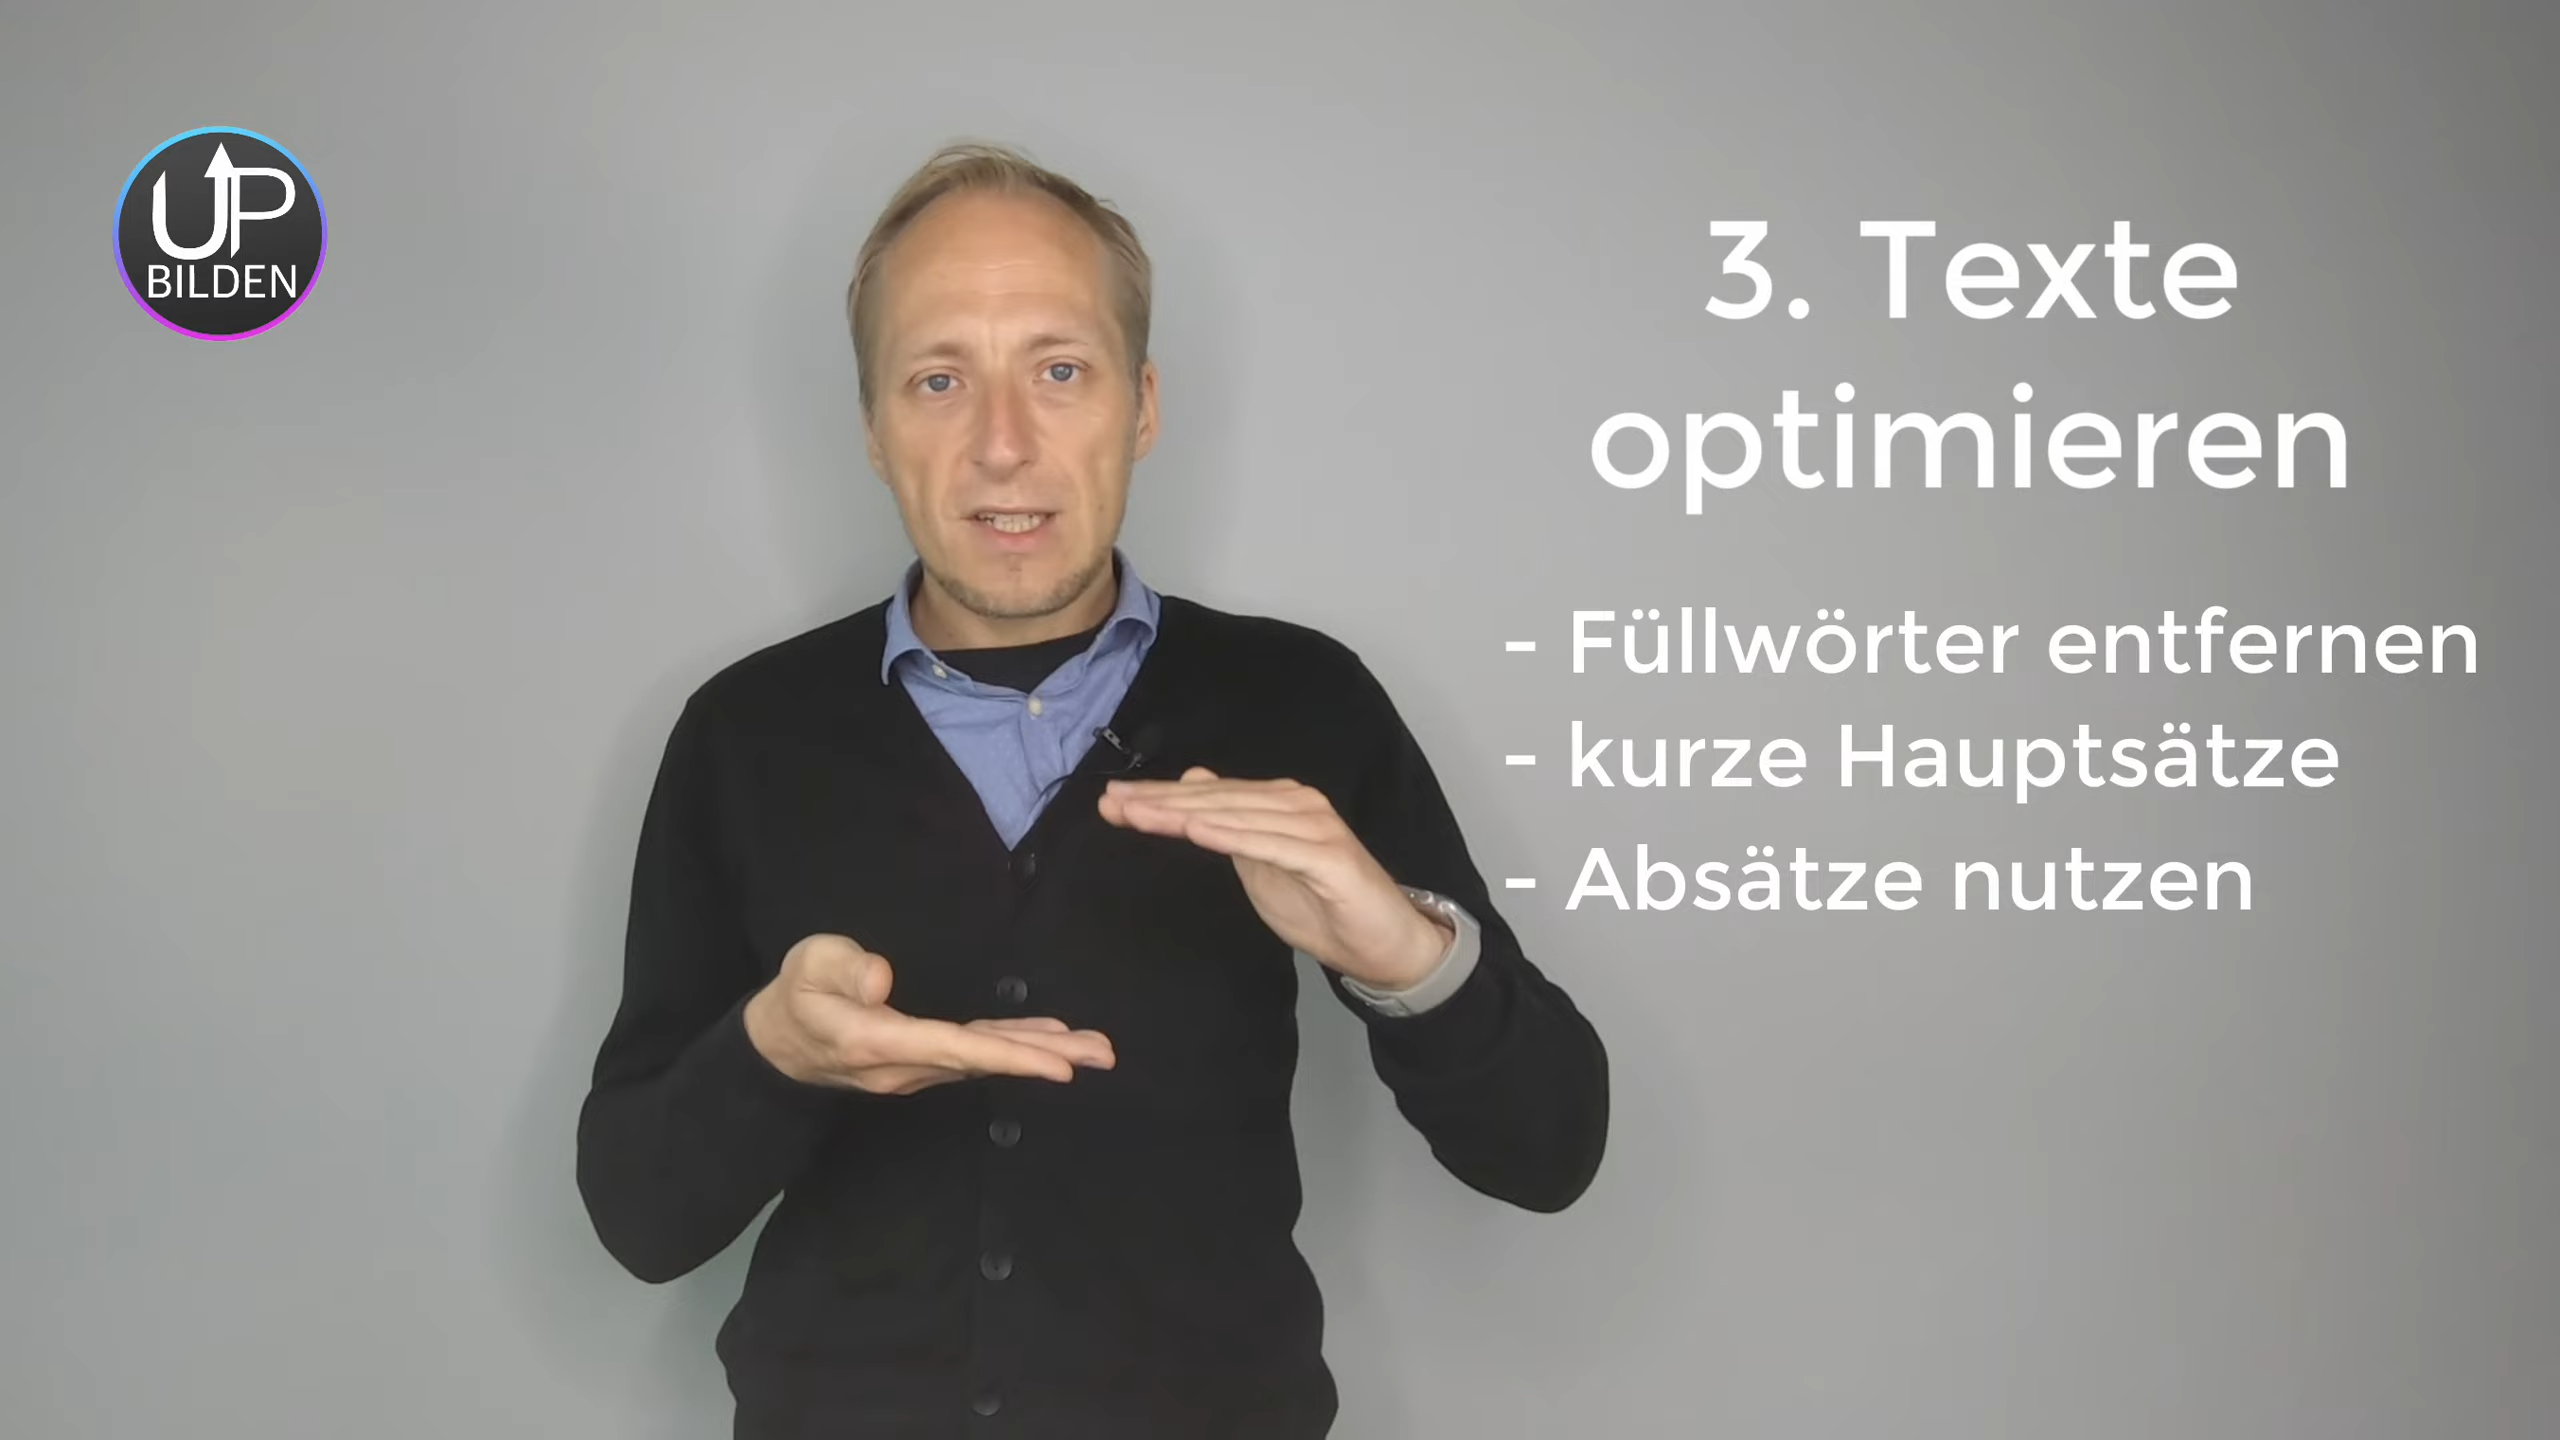 UP
BILDEN
3. Texte
optimieren
- Füllwörter entfernen
- kurze Hauptsätze
- Absätze nutzen